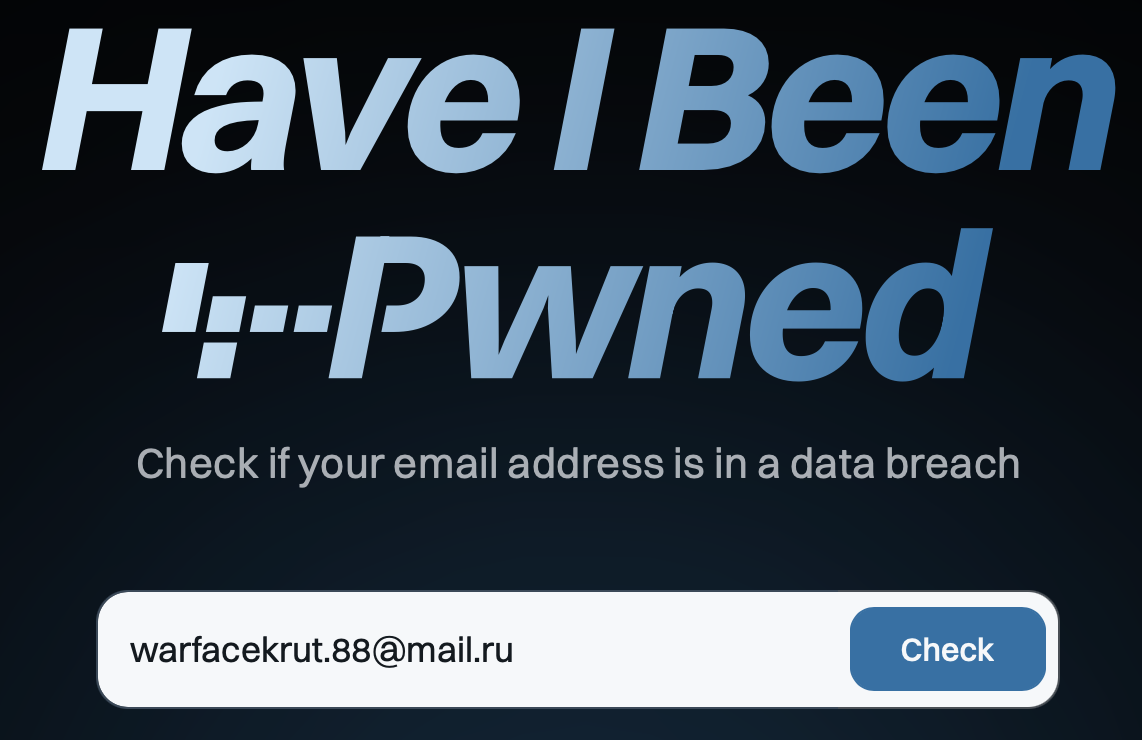 Have I Been
Pwned
Check if your email address is in a data breach
warfacekrut.88@mail.ru
Check